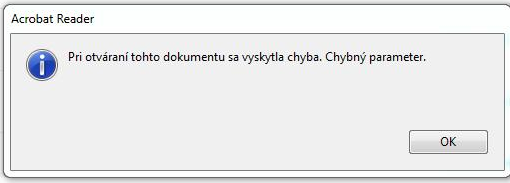 Acrobat Reader
Pri otváraní tohto dokumentu sa vyskytla chyba. Chybný parameter.
OK